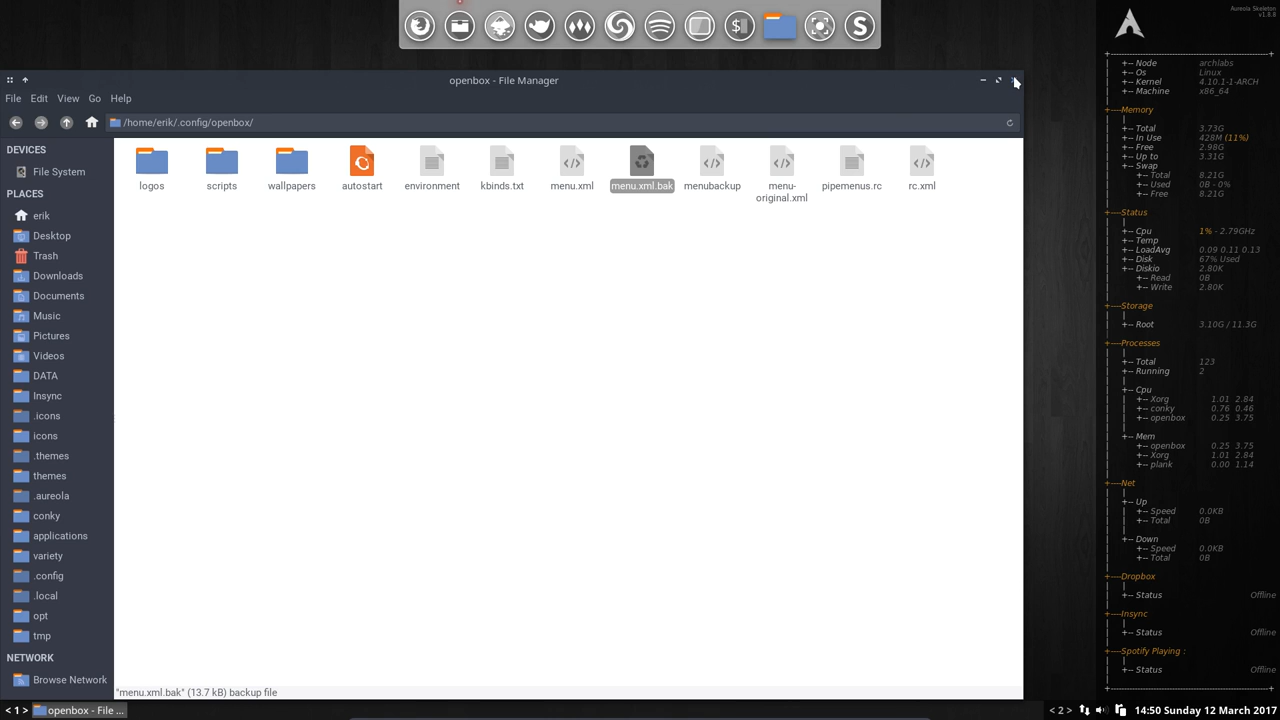 openbox - File Manager
File Edit View Go Help
/home/erik/.config/openbox/
DEVICES
File System
PLACES
erik
Desktop
Trash
Downloads
Documents
Music
Pictures
Videos
DATA
Insync
.icons
icons
.themes
themes
.aureola
conky
applications
variety
.config
.local
opt
tmp
NETWORK
Browse Network
logos scripts wallpapers autostart environment kbinds.txt menu.xml menu.xml.bak menubackup menu-original.xml pipemenus.rc rc.xml
"menu.xml.bak" (13.7 kB) backup file
Aureola Skeleton
v1.8.8
Node archlabs
Os Linux
Kernel 4.10.1-1-ARCH
Machine x86_64
Memory
Total 3.73G
In Use 428M (11%)
Free 2.98G
Up to 3.31G
Swap
Total 8.21G
Used 0B - 0%
Free 8.21G
Status
Cpu 1% - 2.79GHz
Temp
LoadAvg 0.09 0.11 0.13
Disk 67% Used
Diskio 2.80K
Read 0B
Write 2.80K
Storage
Root 3.10G / 11.3G
Processes
Total 123
Running 2
Cpu
Xorg 1.01 2.84
conky 0.76 0.46
openbox 0.25 3.75
Mem
openbox 0.25 3.75
Xorg 1.01 2.84
plank 0.00 1.14
Net
Up
Speed 0.0KB
Total 0B
Down
Speed 0.0KB
Total 0B
Dropbox
Status Offline
Insync
Status Offline
Spotify Playing :
Status Offline
< 1 > openbox - File ... < 2 > 14:50 Sunday 12 March 2017